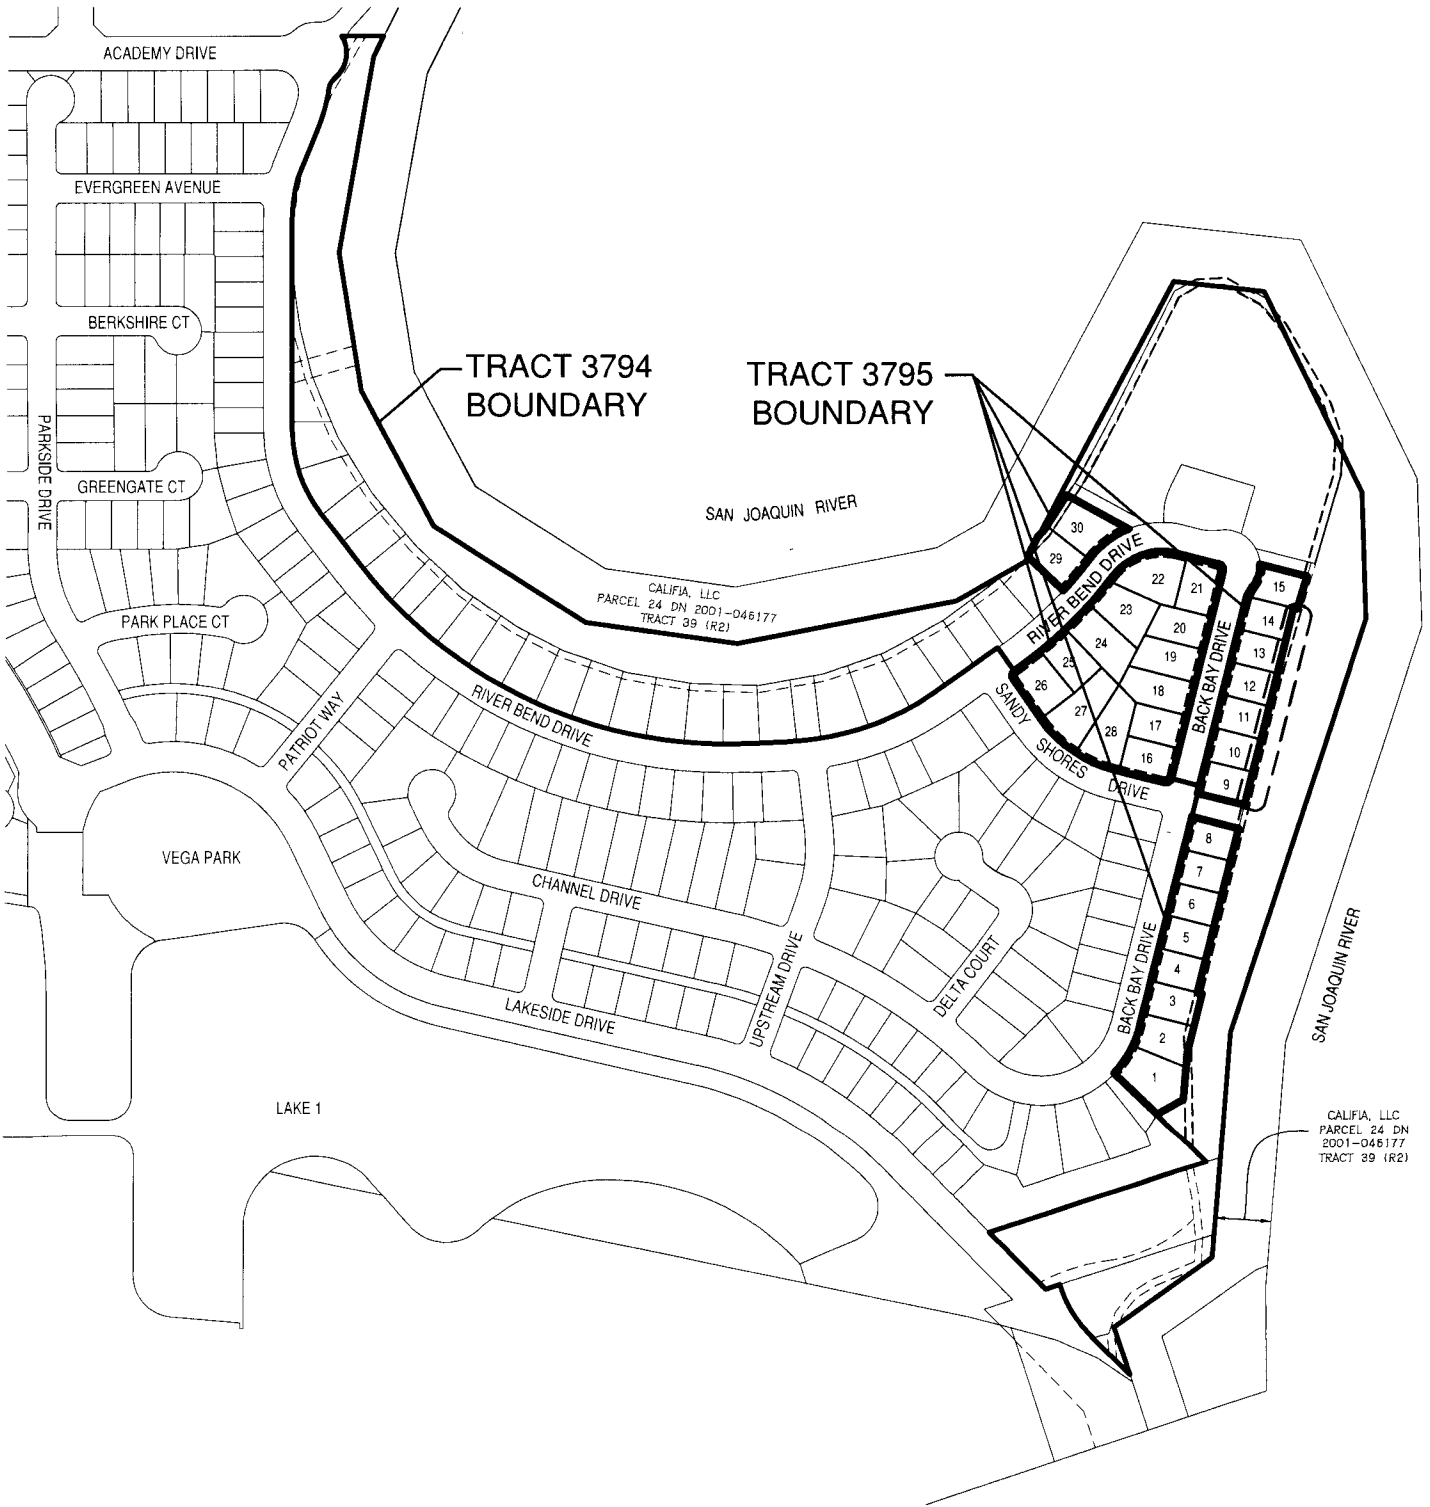 ACADEMY DRIVE
EVERGREEN AVENUE
BERKSHIRE CT
TRACT 3794
BOUNDARY
TRACT 3795
BOUNDARY
PARKSIDE DRIVE
GREENGATE CT
SAN JOAQUIN RIVER
30
29
RIVER BEND DRIVE
22
21
15
CALIFIA, LLC
PARCEL 24 DN 2001-046177
TRACT 39 (R2)
PARK PLACE CT
23
20
14
24
19
13
25
26
18
12
BACK BAY DRIVE
27
17
11
28
16
10
9
SANDY SHORES DRIVE
RIVER BEND DRIVE
PATRIOT WAY
8
7
6
5
4
3
2
1
VEGA PARK
CHANNEL DRIVE
BACK BAY DRIVE
DELTA COURT
UPSTREAM DRIVE
LAKESIDE DRIVE
SAN JOAQUIN RIVER
LAKE 1
CALIFIA, LLC
PARCEL 24 DN
2001-046177
TRACT 39 (R2)